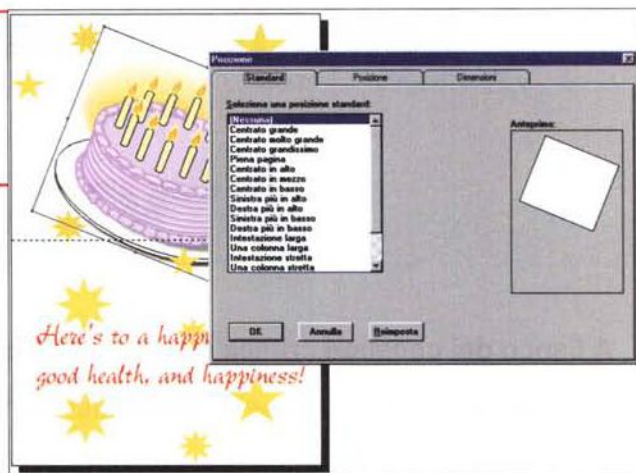 Posizione
Standard
Posizione
Dimensioni
Seleziona una posizione standard:
(Nessuna)
Centrato grande
Centrato molto grande
Centrato grandissimo
Piena pagina
Centrato in alto
Centrato in mezzo
Centrato in basso
Sinistra più in alto
Destra più in alto
Sinistra più in basso
Destra più in basso
Intestazione larga
Una colonna larga
Intestazione stretta
Una colonna stretta
Anteprima:
OK
Annulla
Reimposta
Here's to a
good health, and happiness!